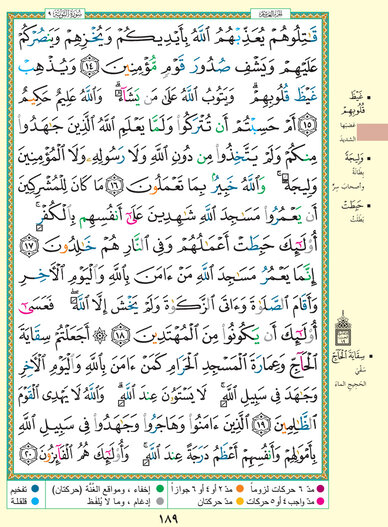 الجزء العاشر
سورة التوبة ٩
قَـٰتِلُوهُمْ يُعَذِّبْهُمُ ٱللَّهُ بِأَيْدِيكُمْ وَيُخْزِهِمْ وَيَنصُرْكُمْ
عَلَيْهِمْ وَيَشْفِ صُدُورَ قَوْمٍ مُّؤْمِنِينَ ١٤ وَيُذْهِبْ
غَيْظَ قُلُوبِهِمْ ۗ وَيَتُوبُ ٱللَّهُ عَلَىٰ مَن يَشَآءُ ۗ وَٱللَّهُ عَلِيمٌ حَكِيمٌ
١٥ أَمْ حَسِبْتُمْ أَن تُتْرَكُوا۟ وَلَمَّا يَعْلَمِ ٱللَّهُ ٱلَّذِينَ جَـٰهَدُوا۟
مِنكُمْ وَلَمْ يَتَّخِذُوا۟ مِن دُونِ ٱللَّهِ وَلَا رَسُولِهِۦ وَلَا ٱلْمُؤْمِنِينَ
وَلِيجَةً ۚ وَٱللَّهُ خَبِيرٌۢ بِمَا تَعْمَلُونَ ١٦ مَا كَانَ لِلْمُشْرِكِينَ
أَن يَعْمُرُوا۟ مَسَـٰجِدَ ٱللَّهِ شَـٰهِدِينَ عَلَىٰٓ أَنفُسِهِم بِٱلْكُفْرِ ۚ
أُو۟لَـٰٓئِكَ حَبِطَتْ أَعْمَـٰلُهُمْ وَفِى ٱلنَّارِ هُمْ خَـٰلِدُونَ ١٧
إِنَّمَا يَعْمُرُ مَسَـٰجِدَ ٱللَّهِ مَنْ ءَامَنَ بِٱللَّهِ وَٱلْيَوْمِ ٱلْـَٔاخِرِ
وَأَقَامَ ٱلصَّلَوٰةَ وَءَاتَى ٱلزَّكَوٰةَ وَلَمْ يَخْشَ إِلَّا ٱللَّهَ ۖ فَعَسَىٰٓ
أُو۟لَـٰٓئِكَ أَن يَكُونُوا۟ مِنَ ٱلْمُهْتَدِينَ ١٨ ۞ أَجَعَلْتُمْ سِقَايَةَ
ٱلْحَآجِّ وَعِمَارَةَ ٱلْمَسْجِدِ ٱلْحَرَامِ كَمَنْ ءَامَنَ بِٱللَّهِ وَٱلْيَوْمِ ٱلْـَٔاخِرِ
وَجَـٰهَدَ فِى سَبِيلِ ٱللَّهِ ۚ لَا يَسْتَوُۥنَ عِندَ ٱللَّهِ ۗ وَٱللَّهُ لَا يَهْدِى ٱلْقَوْمَ
ٱلظَّـٰلِمِينَ ١٩ ٱلَّذِينَ ءَامَنُوا۟ وَهَاجَرُوا۟ وَجَـٰهَدُوا۟ فِى سَبِيلِ ٱللَّهِ
بِأَمْوَٰلِهِمْ وَأَنفُسِهِمْ أَعْظَمُ دَرَجَةً عِندَ ٱللَّهِ ۚ وَأُو۟لَـٰٓئِكَ هُمُ ٱلْفَآئِزُونَ ٢٠
غَيْظَ
قُلُوبِهِمْ
غضبها
الشديد
وَلِيجَةً
بطانة
وأصحاب سرّ
حَبِطَتْ
بطلت
سِقَايَةَ ٱلْحَآجِّ
سقي
الحجيج الماء
مدّ ٦ حركات لزوماً
مدّ ٢ أو ٤ أو ٦ جوازاً
إخفاء، ومواقع الغُنَّة (حركتان)
تفخيم
مدّ واجب ٤ أو ٥ حركات
مدّ حركتان
إدغام، وما لا يُلفظ
قلقلة
١٨٩